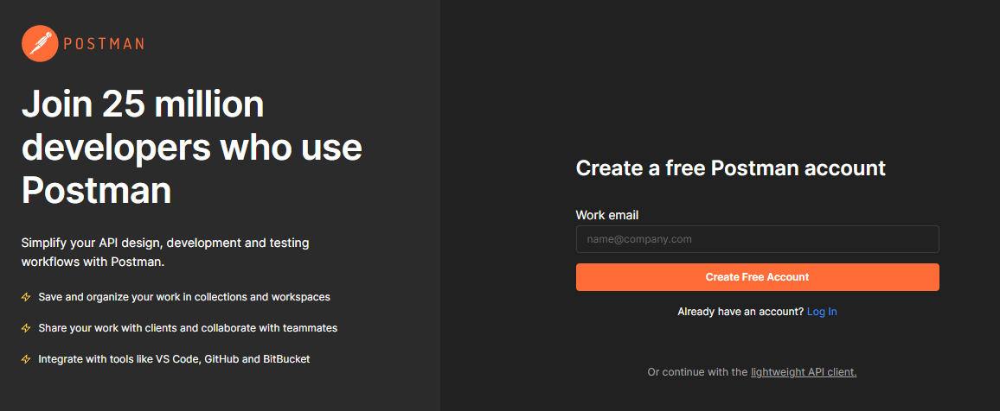 POSTMAN
Join 25 million
developers who use
Postman
Simplify your API design, development and testing
workflows with Postman.
Save and organize your work in collections and workspaces
Share your work with clients and collaborate with teammates
Integrate with tools like VS Code, GitHub and BitBucket
Create a free Postman account
Work email
name@company.com
Create Free Account
Already have an account? Log In
Or continue with the lightweight API client.